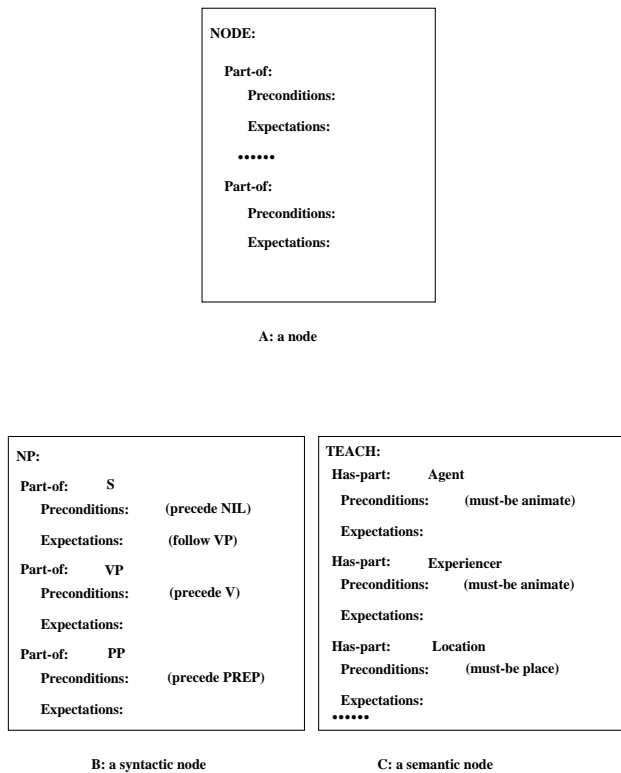 NODE:
Part-of:
Preconditions:
Expectations:
••••••
Part-of:
Preconditions:
Expectations:
A: a node
NP:
Part-of: S
Preconditions: (precede NIL)
Expectations: (follow VP)
Part-of: VP
Preconditions: (precede V)
Expectations:
Part-of: PP
Preconditions: (precede PREP)
Expectations:
B: a syntactic node
TEACH:
Has-part: Agent
Preconditions: (must-be animate)
Expectations:
Has-part: Experiencer
Preconditions: (must-be animate)
Expectations:
Has-part: Location
Preconditions: (must-be place)
Expectations:
••••••
C: a semantic node